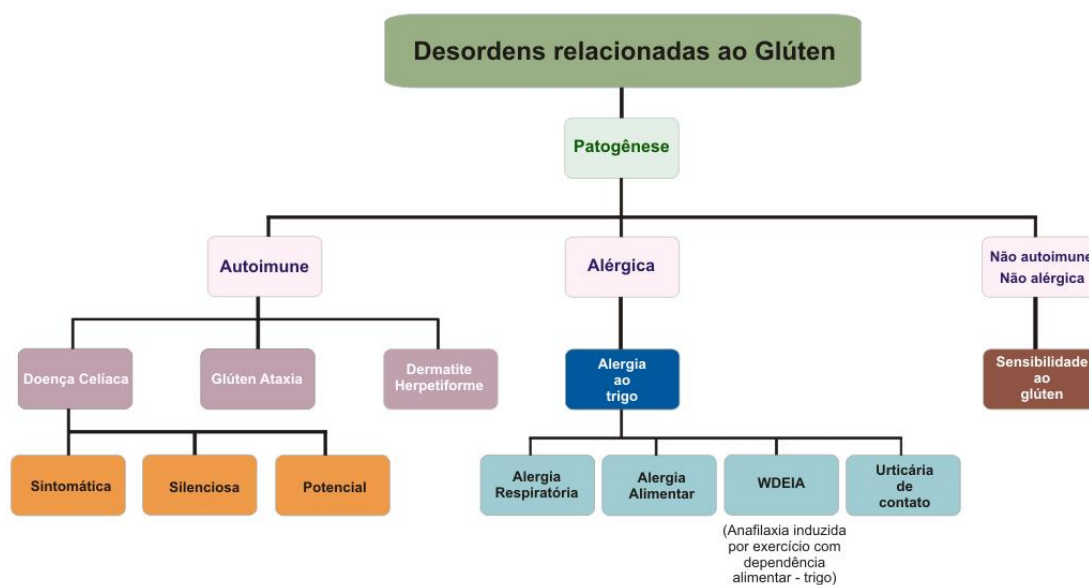 Desordens relacionadas ao Glúten
Patogênese
Autoimune
Alérgica
Não autoimune
Não alérgica
Doença Celíaca
Glúten Ataxia
Dermatite
Herpetiforme
Alergia
ao
trigo
Sensibilidade
ao
glúten
Sintomática
Silenciosa
Potencial
Alergia
Respiratória
Alergia
Alimentar
WDEIA
Urticária
de
contato
(Anafilaxia induzida
por exercício com
dependência
alimentar - trigo)